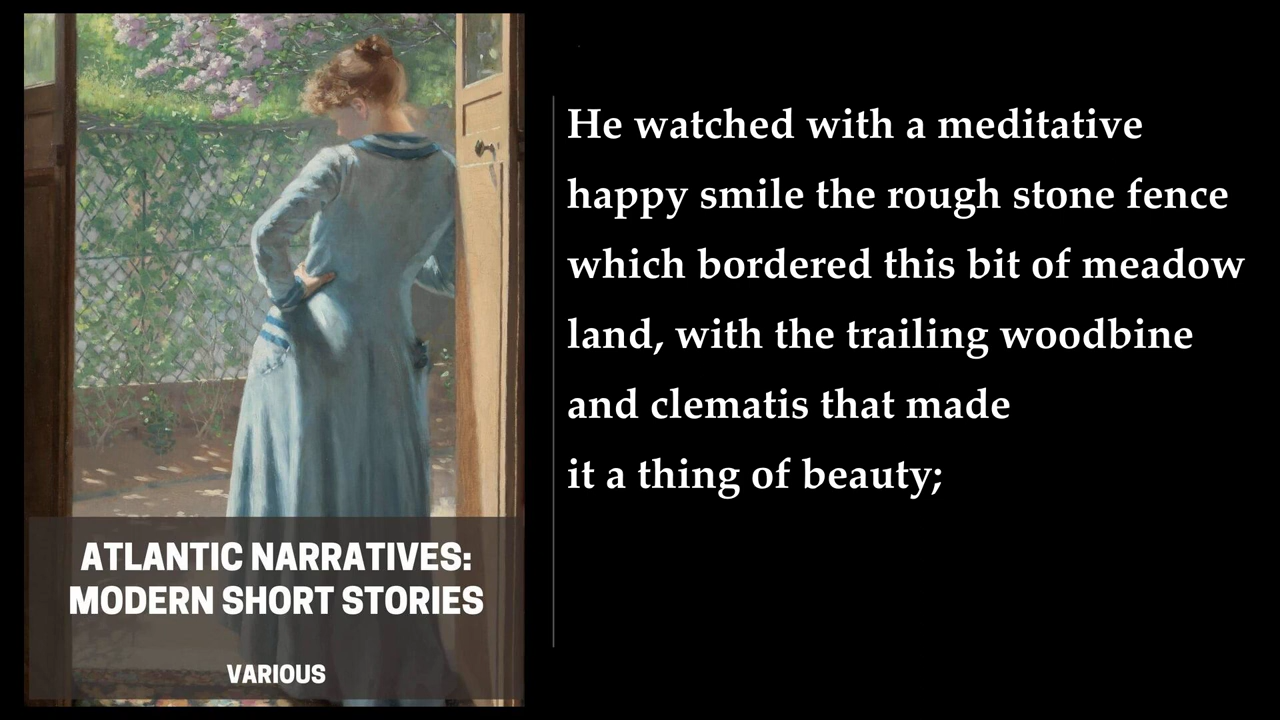 ATLANTIC NARRATIVES:
MODERN SHORT STORIES
VARIOUS
He watched with a meditative
happy smile the rough stone fence
which bordered this bit of meadow
land, with the trailing woodbine
and clematis that made
it a thing of beauty;